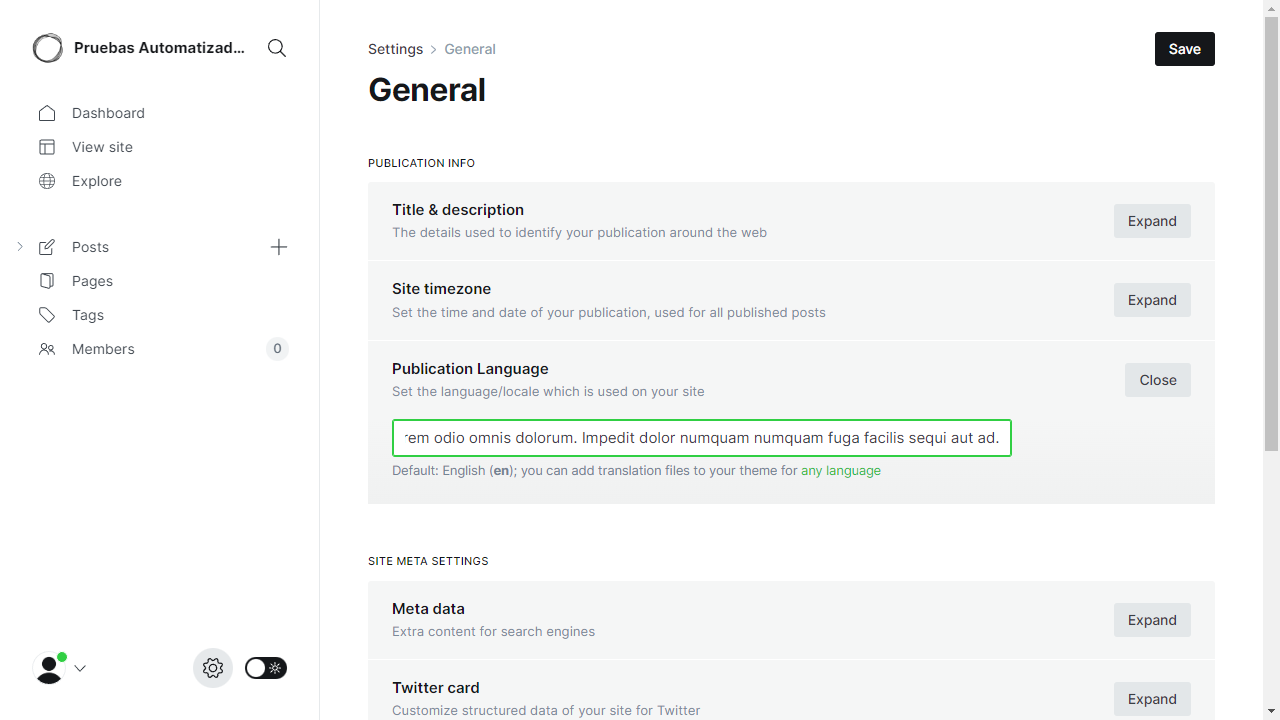 Pruebas Automatizad...
Settings > General
Save
General
Dashboard
View site
Explore
Posts
Pages
Tags
Members 0
PUBLICATION INFO
Title & description
The details used to identify your publication around the web
Expand
Site timezone
Set the time and date of your publication, used for all published posts
Expand
Publication Language
Set the language/locale which is used on your site
Close
odio omnis dolorum. Impedit dolor numquam numquam fuga facilis sequi aut ad.
Default: English (en); you can add translation files to your theme for any language
SITE META SETTINGS
Meta data
Extra content for search engines
Expand
Twitter card
Customize structured data of your site for Twitter
Expand